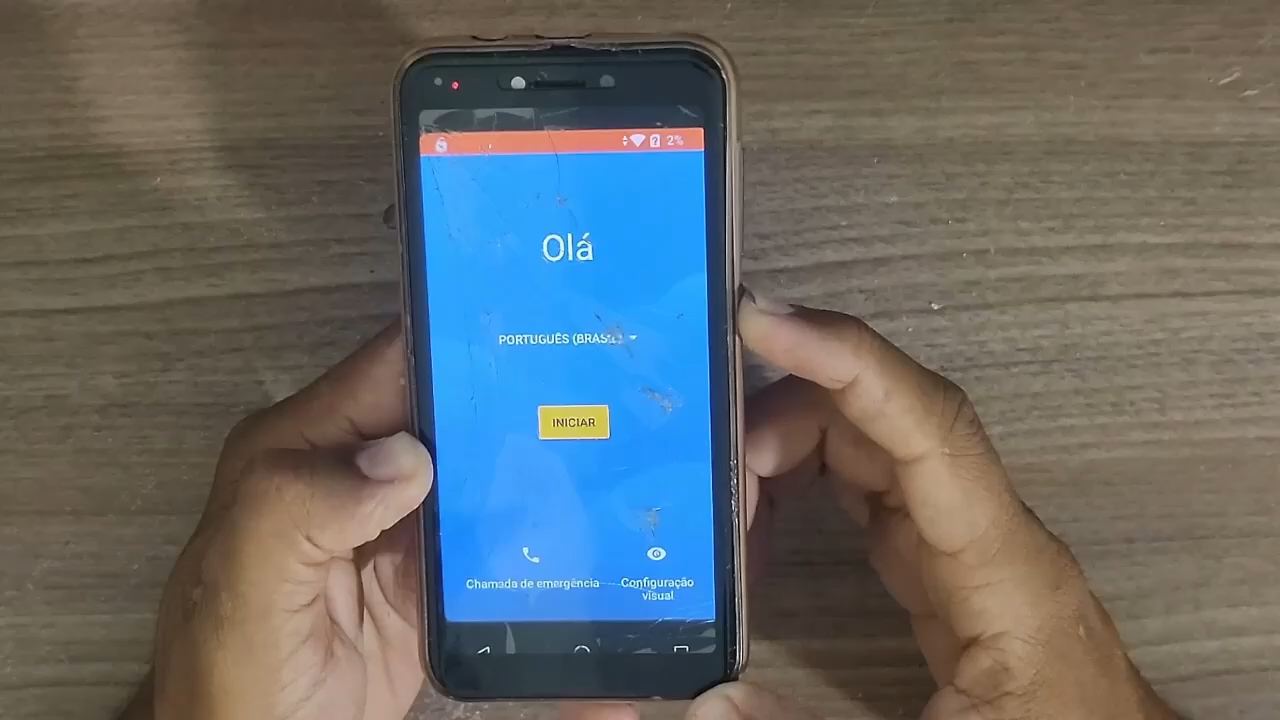 2%
Olá
PORTUGUÊS (BRASIL)
INICIAR
Chamada de emergência
Configuração
visual